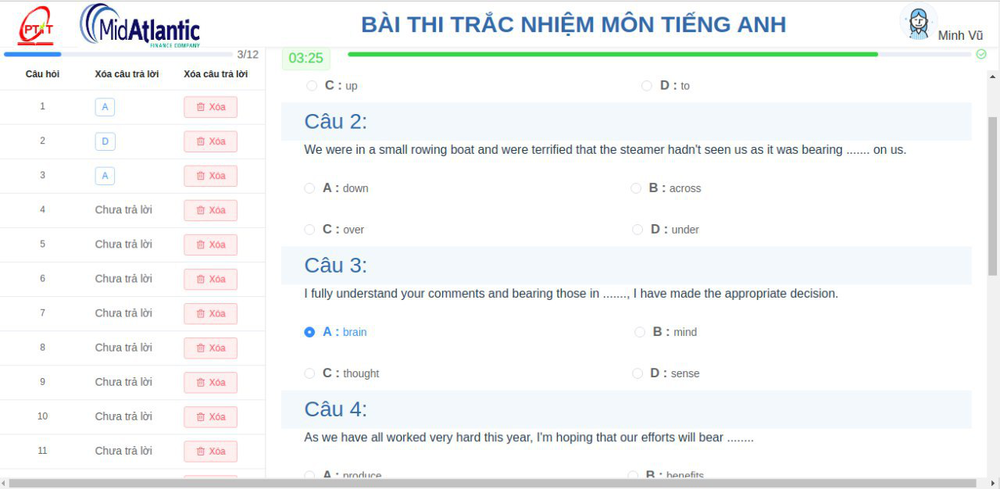 PTIT
MidAtlantic
FINANCE COMPANY
BÀI THI TRẮC NHIỆM MÔN TIẾNG ANH
Minh Vũ
3/12
Câu hỏi Xóa câu trả lời Xóa câu trả lời
1 A Xóa
2 D Xóa
3 A Xóa
4 Chưa trả lời Xóa
5 Chưa trả lời Xóa
6 Chưa trả lời Xóa
7 Chưa trả lời Xóa
8 Chưa trả lời Xóa
9 Chưa trả lời Xóa
10 Chưa trả lời Xóa
11 Chưa trả lời Xóa
03:25
C : up D : to
Câu 2:
We were in a small rowing boat and were terrified that the steamer hadn't seen us as it was bearing ....... on us.
A : down B : across
C : over D : under
Câu 3:
I fully understand your comments and bearing those in ......., I have made the appropriate decision.
A : brain B : mind
C : thought D : sense
Câu 4:
As we have all worked very hard this year, I'm hoping that our efforts will bear ........
A : produce B : benefits